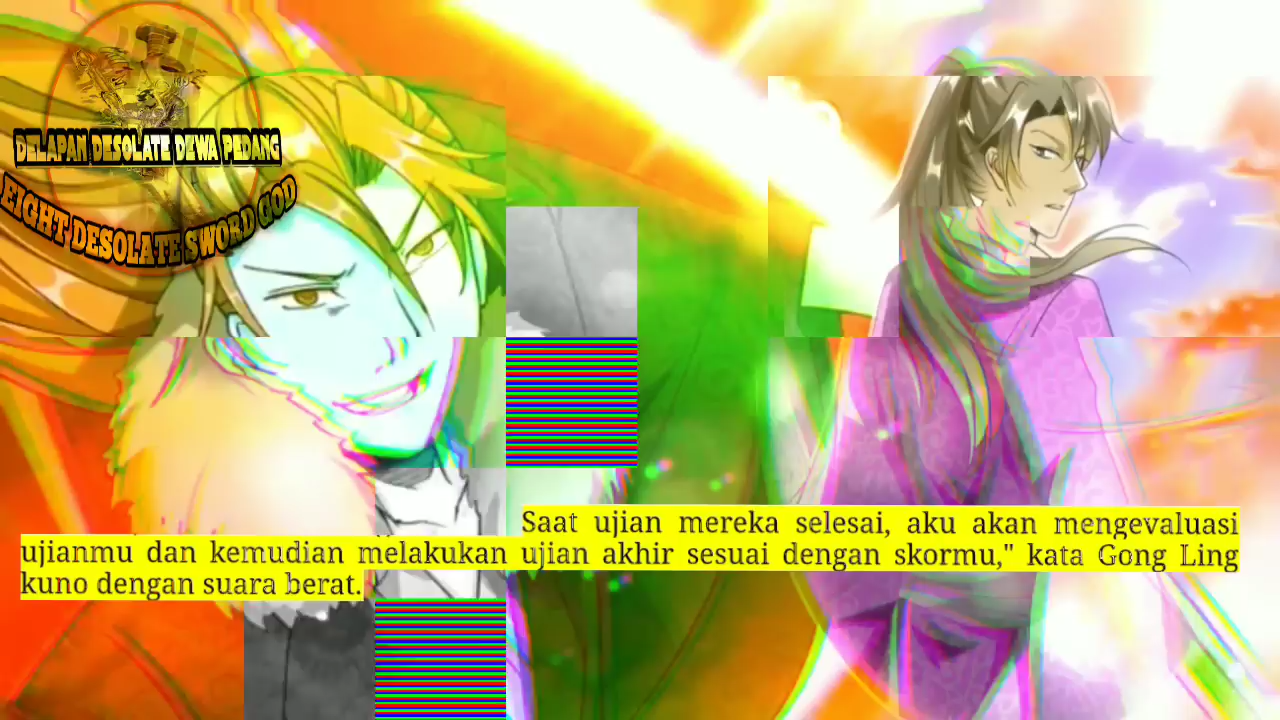 DELAPAN DESOLATE DEWA PEDANG
EIGHT DESOLATE SWORD GOD
Saat ujian mereka selesai, aku akan mengevaluasi
ujianmu dan kemudian melakukan ujian akhir sesuai dengan skormu," kata Gong Ling
kuno dengan suara berat.